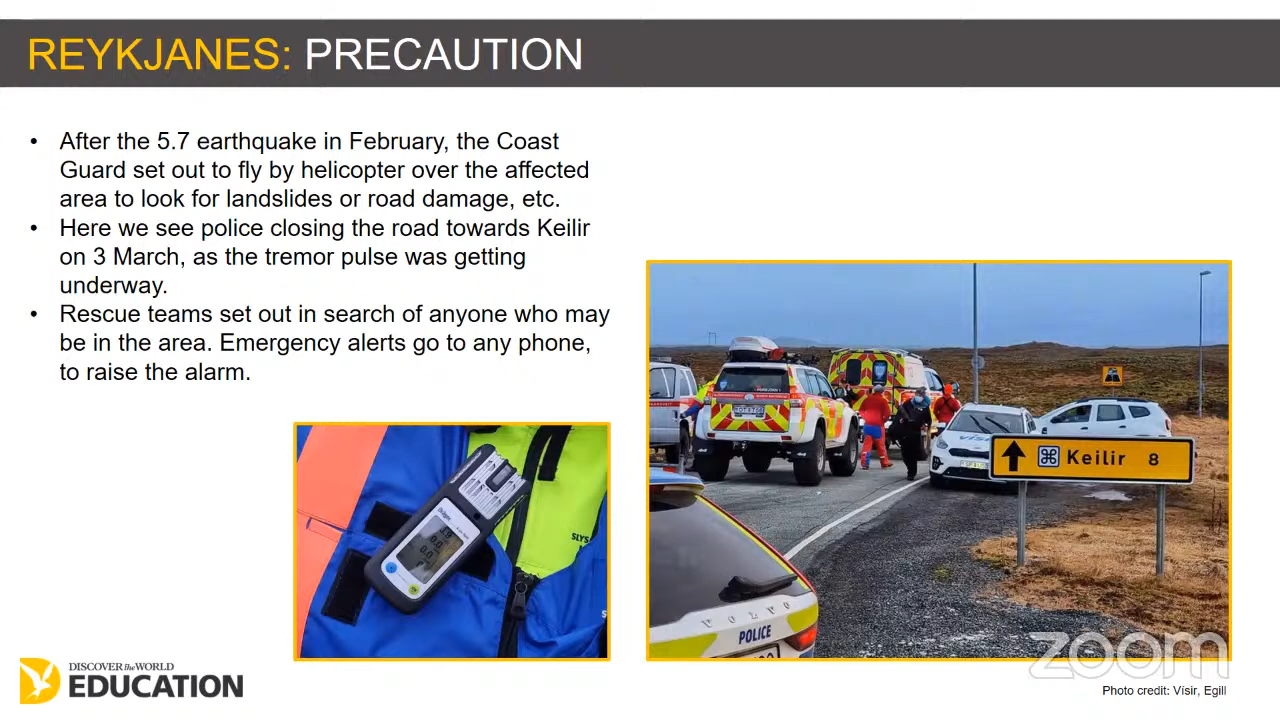 REYKJANES: PRECAUTION
• After the 5.7 earthquake in February, the Coast
Guard set out to fly by helicopter over the affected
area to look for landslides or road damage, etc.
• Here we see police closing the road towards Keilir
on 3 March, as the tremor pulse was getting
underway.
• Rescue teams set out in search of anyone who may
be in the area. Emergency alerts go to any phone,
to raise the alarm.
Dräger
SLYS
Keilir 8
VOLVO
POLICE
zoom
DISCOVER the WORLD
EDUCATION
Photo credit: Vísir, Egill